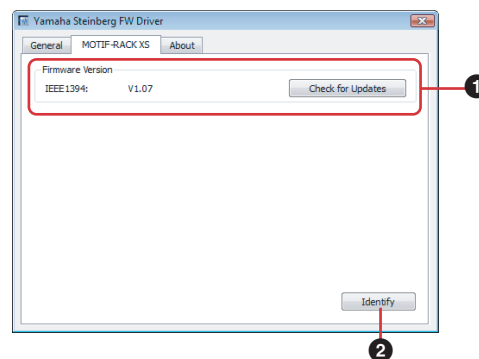 Yamaha Steinberg FW Driver
General MOTIF-RACK XS About
Firmware Version
IEEE1394: V1.07 Check for Updates
1
Identify
2